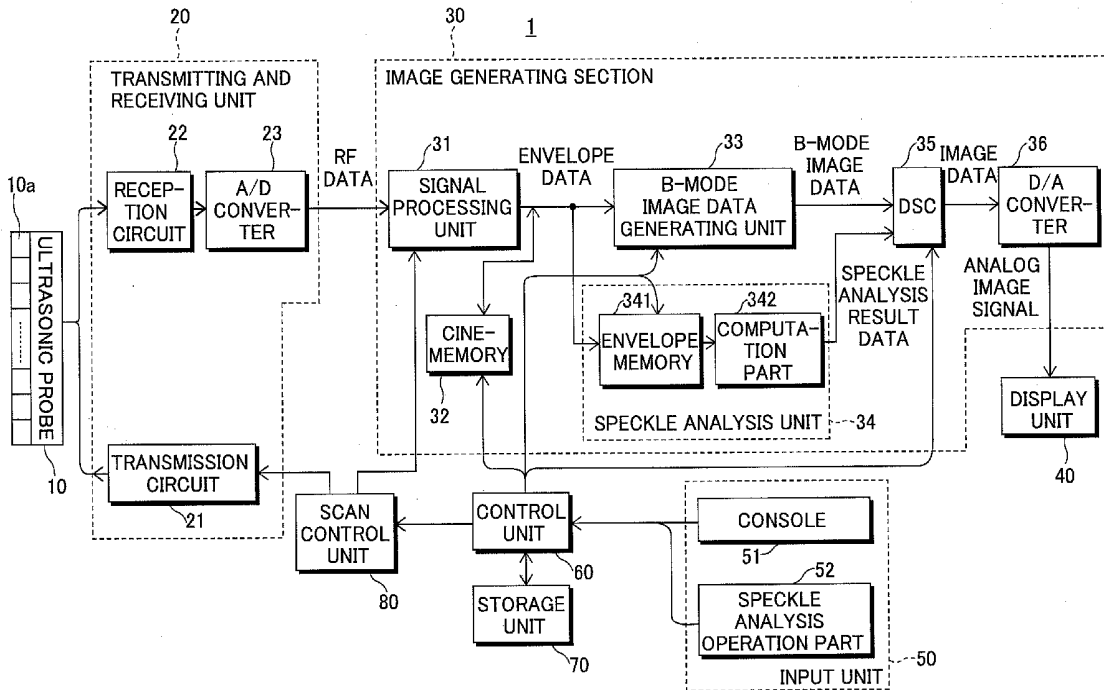 1
20
30
TRANSMITTING AND
RECEIVING UNIT
IMAGE GENERATING SECTION
22
23
RECEP-
TION
CIRCUIT
A/D
CONVER-
TER
RF
DATA
31
SIGNAL
PROCESSING
UNIT
ENVELOPE
DATA
33
B-MODE
IMAGE DATA
GENERATING UNIT
B-MODE
IMAGE
DATA
35
DSC
IMAGE
DATA
36
D/A
CONVER-
TER
10a
ULTRASONIC PROBE
10
CINE-
MEMORY
32
341
ENVELOPE
MEMORY
342
COMPUTA-
TION
PART
SPECKLE
ANALYSIS
RESULT
DATA
ANALOG
IMAGE
SIGNAL
SPECKLE ANALYSIS UNIT
34
DISPLAY
UNIT
40
TRANSMISSION
CIRCUIT
21
SCAN
CONTROL
UNIT
80
CONTROL
UNIT
60
STORAGE
UNIT
70
CONSOLE
51
52
SPECKLE
ANALYSIS
OPERATION PART
INPUT UNIT
50